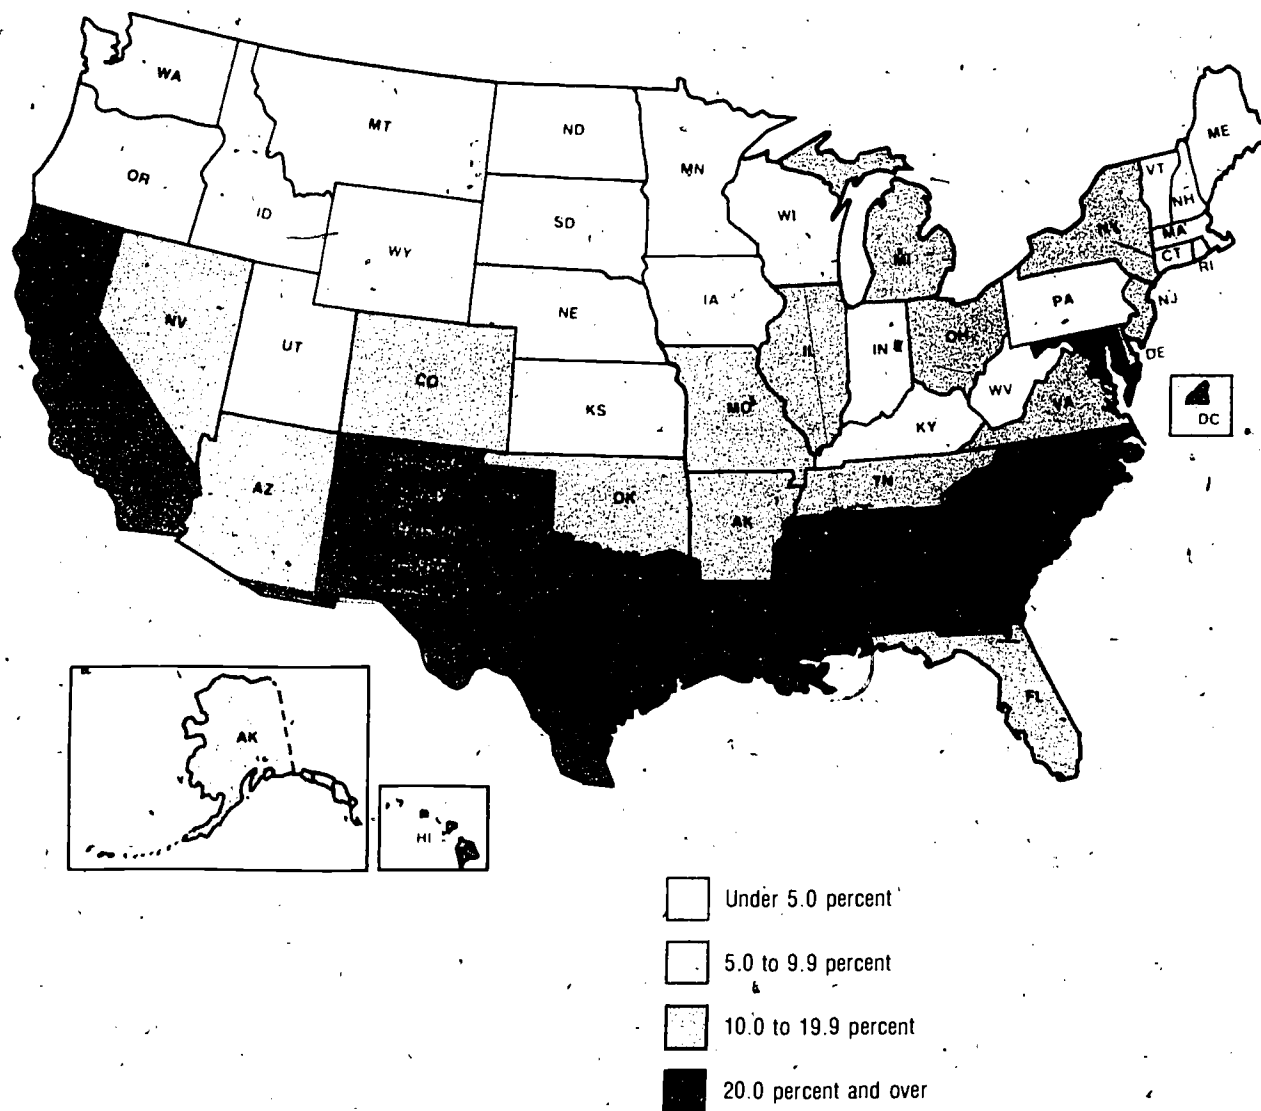 WA
MT
ND
MN
ME
OR
ID
SD
WI
VT
NH
WY
NY
MA
MI
CT
RI
IA
PA
NV
NE
NJ
UT
IL
IN
OH
DE
CO
WV
KS
MO
VA
KY
DC
AZ
OK
TN
AK
FL
AK
HI
Under 5.0 percent
5.0 to 9.9 percent
10.0 to 19.9 percent
20.0 percent and over